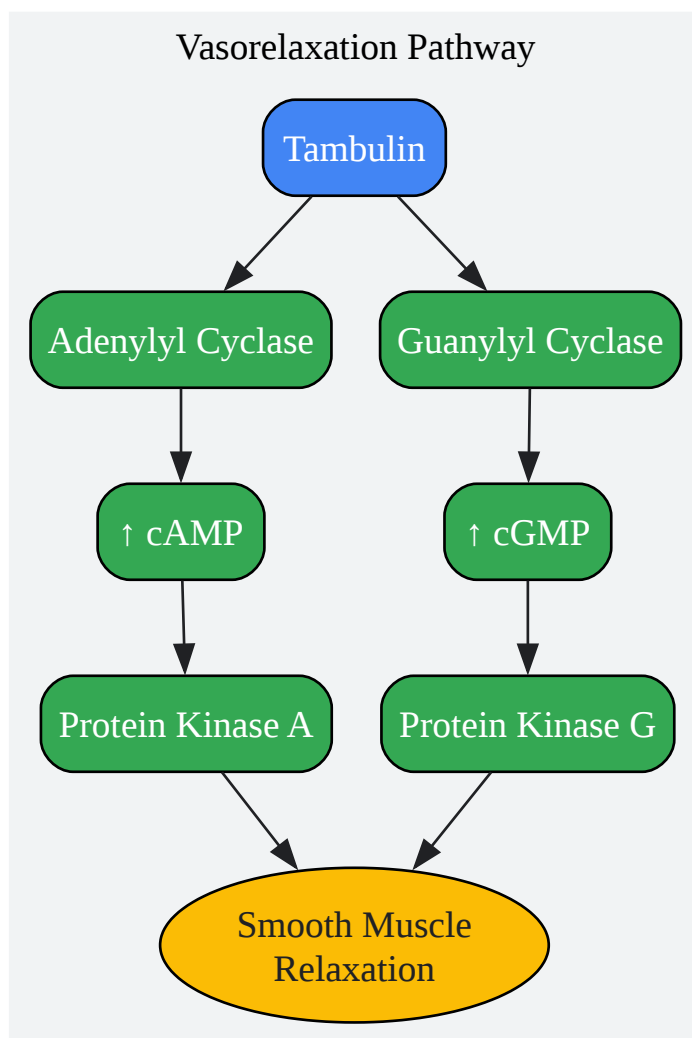 Vasorelaxation Pathway
Tambulin
Adenylyl Cyclase
Guanylyl Cyclase
↑ cAMP
↑ cGMP
Protein Kinase A
Protein Kinase G
Smooth Muscle
Relaxation